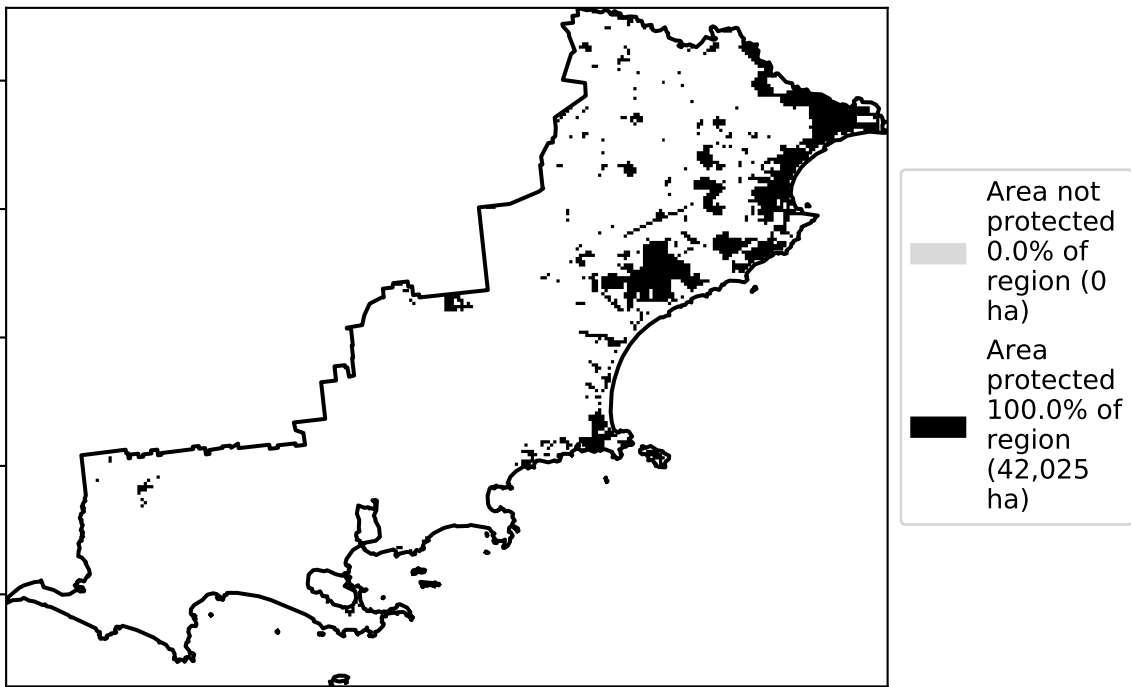 Area not
protected
0.0% of
region (0
ha)
Area
protected
100.0% of
region
(42,025
ha)